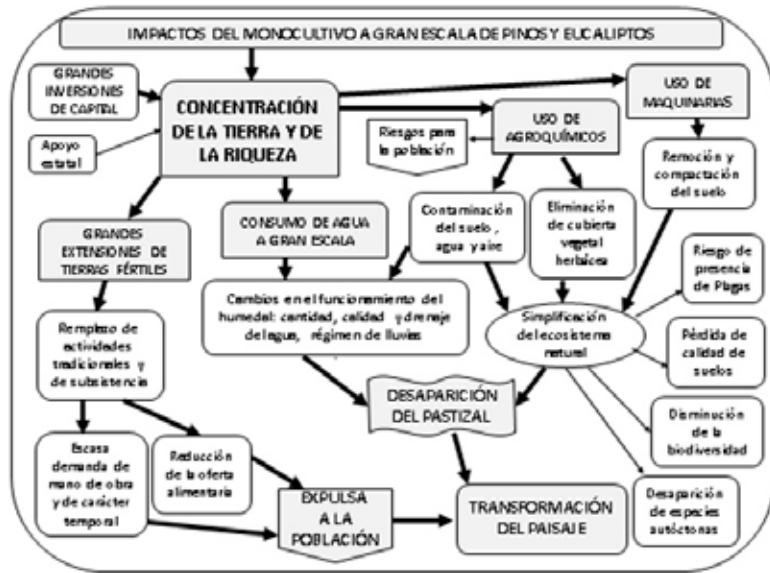 IMPACTOS DEL MONOCULTIVO A GRAN ESCALA DE PINOS Y EUCALIPTOS
GRANDES
INVERSIONES
DE CAPITAL
Apoyo
estatal
CONCENTRACIÓN
DE LA TIERRA Y DE
LA RIQUEZA
Riesgos para
la población
USO DE
AGROQUÍMICOS
USO DE
MAQUINARIAS
Remoción y
compactación
del suelo
GRANDES
EXTENSIONES DE
TIERRAS FÉRTILES
CONSUMO DE AGUA
A GRAN ESCALA
Contaminación
del suelo,
agua y aire
Eliminación
de cubierta
vegetal
herbácea
Riesgo de
presencia
de Plagas
Cambios en el funcionamiento del
humedal: cantidad, calidad y drenaje
del agua, régimen de lluvias
Simplificación
del ecosistema
natural
Pérdida de
calidad de
suelos
Remplazo de
actividades
tradicionales y
de subsistencia
DESAPARICIÓN
DEL PASTIZAL
Disminución
de la
biodiversidad
Escasa
demanda de
mano de obra
y de carácter
temporal
Reducción
de la oferta
alimentaria
EXPULSA
A LA
POBLACIÓN
TRANSFORMACIÓN
DEL PAISAJE
Desaparición
de especies
autóctonas